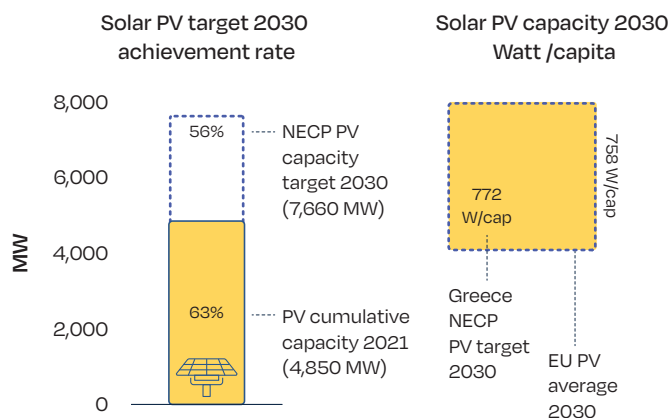 Solar PV target 2030
achievement rate
MW
8,000
6,000
4,000
2,000
0
56%
63%
NECP PV
capacity
target 2030
(7,660 MW)
PV cumulative
capacity 2021
(4,850 MW)
Solar PV capacity 2030
Watt /capita
772
W/cap
758 W/cap
Greece
NECP
PV target
2030
EU PV
average
2030